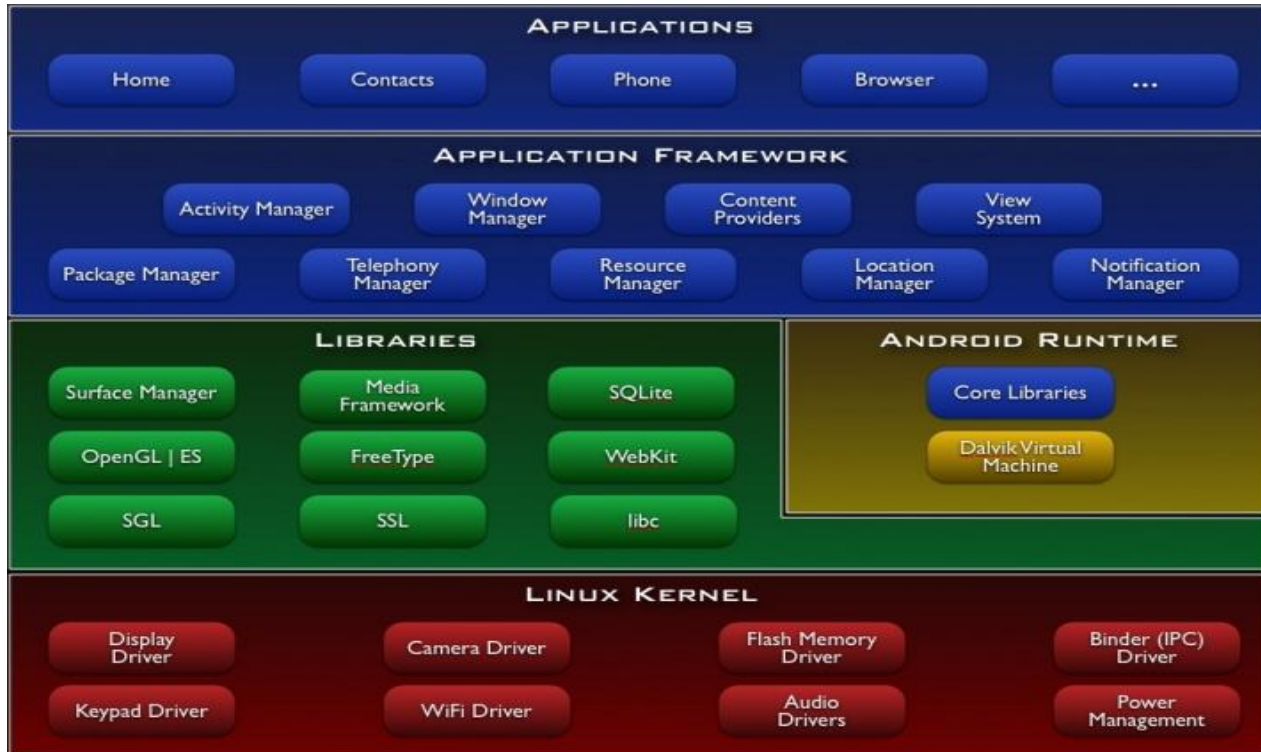 APPLICATIONS
Home
Contacts
Phone
Browser
...
APPLICATION FRAMEWORK
Activity Manager
Window
Manager
Content
Providers
View
System
Package Manager
Telephony
Manager
Resource
Manager
Location
Manager
Notification
Manager
LIBRARIES
Surface Manager
Media
Framework
SQLite
OpenGL | ES
FreeType
WebKit
SGL
SSL
libc
ANDROID RUNTIME
Core Libraries
Dalvik Virtual
Machine
LINUX KERNEL
Display
Driver
Camera Driver
Flash Memory
Driver
Binder (IPC)
Driver
Keypad Driver
WiFi Driver
Audio
Drivers
Power
Management